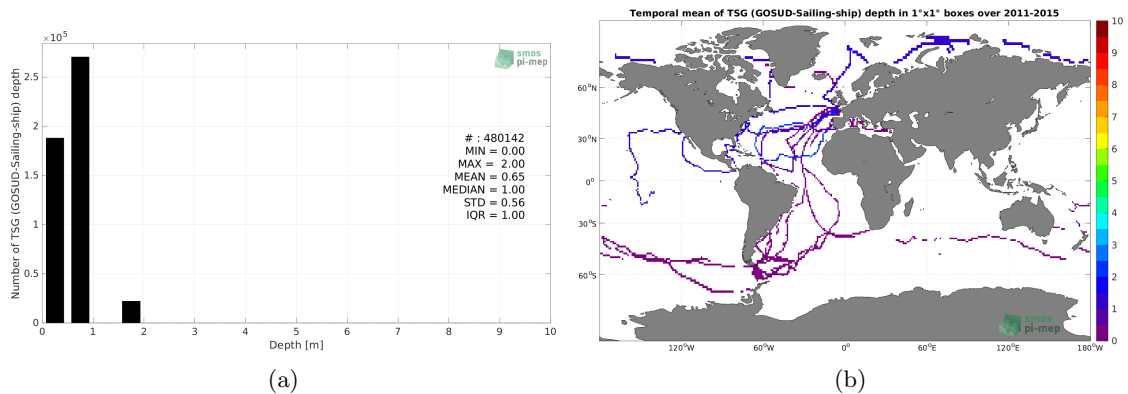 ×10⁵
2.5
2
1.5
1
0.5
0
Number of TSG (GOSUD-Sailing-ship) depth
smos
pi-mep
# : 480142
MIN = 0.00
MAX = 2.00
MEAN = 0.65
MEDIAN = 1.00
STD = 0.56
IQR = 1.00
0 1 2 3 4 5 6 7 8 9 10
Depth [m]
(a)
Temporal mean of TSG (GOSUD-Sailing-ship) depth in 1°x1° boxes over 2011-2015
60°N
30°N
0°
30°S
60°S
120°W 60°W 0° 60°E 120°E 180°W
smos
pi-mep
10
9
8
7
6
5
4
3
2
1
0
(b)